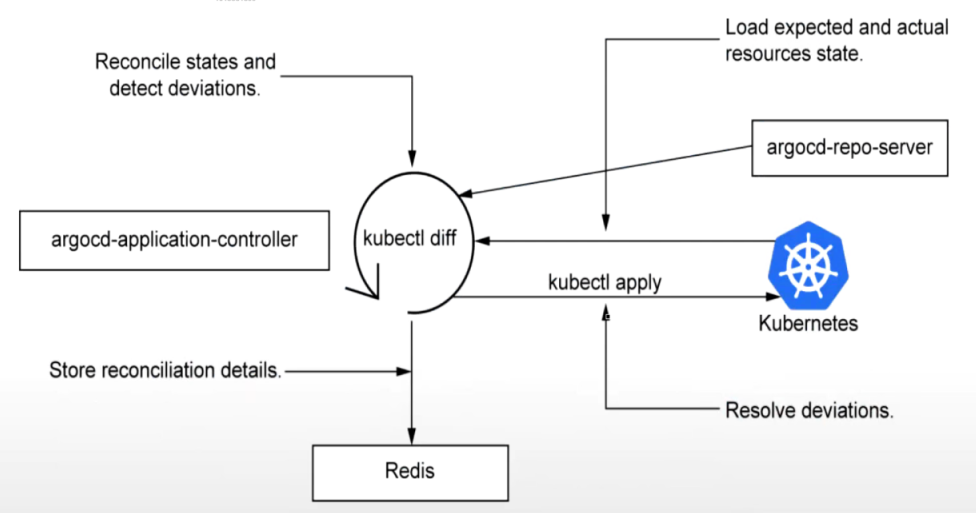 Load expected and actual
resources state.
Reconcile states and
detect deviations.
argocd-repo-server
argocd-application-controller
kubectl diff
kubectl apply
Kubernetes
Store reconciliation details.
Resolve deviations.
Redis